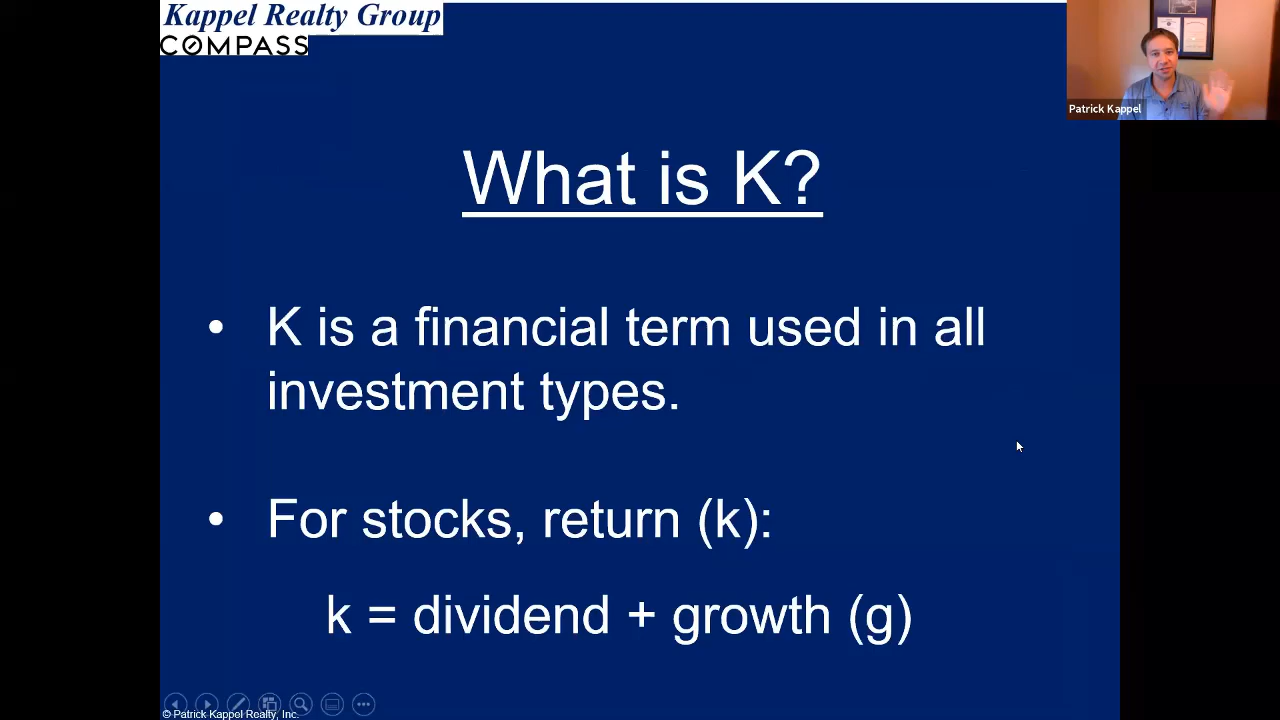 Kappel Realty Group
COMPASS
Patrick Kappel
What is K?
• K is a financial term used in all
investment types.
• For stocks, return (k):
k = dividend + growth (g)
© Patrick Kappel Realty, Inc.